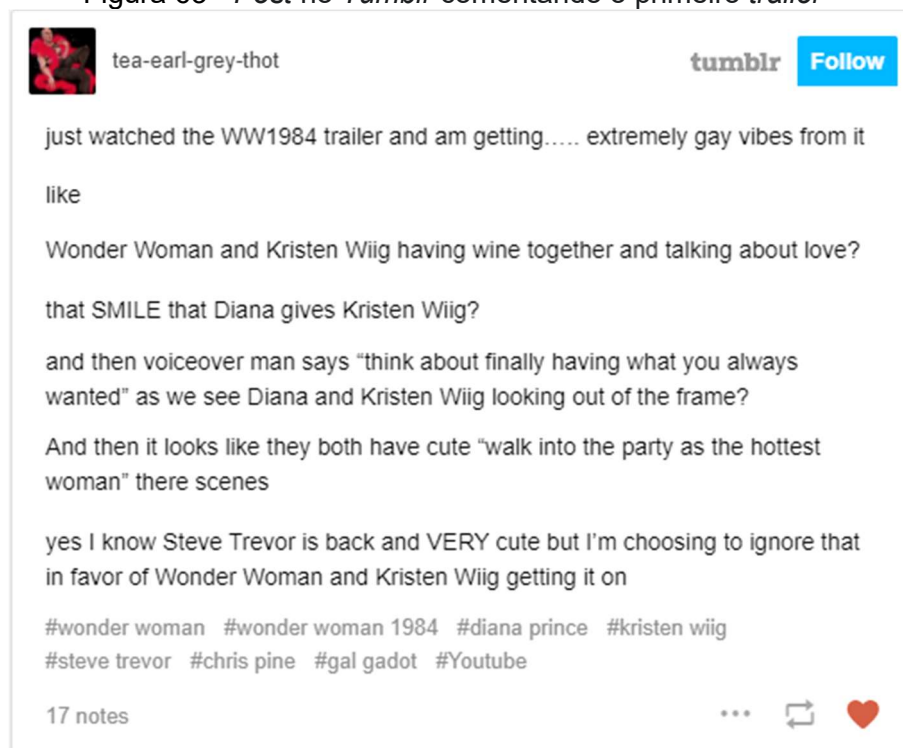 tea-earl-grey-thot
tumblr
Follow
just watched the WW1984 trailer and am getting..... extremely gay vibes from it
like
Wonder Woman and Kristen Wiig having wine together and talking about love?
that SMILE that Diana gives Kristen Wiig?
and then voiceover man says “think about finally having what you always
wanted” as we see Diana and Kristen Wiig looking out of the frame?
And then it looks like they both have cute “walk into the party as the hottest
woman” there scenes
yes I know Steve Trevor is back and VERY cute but I’m choosing to ignore that
in favor of Wonder Woman and Kristen Wiig getting it on
#wonder woman #wonder woman 1984 #diana prince #kristen wiig
#steve trevor #chris pine #gal gadot #Youtube
17 notes